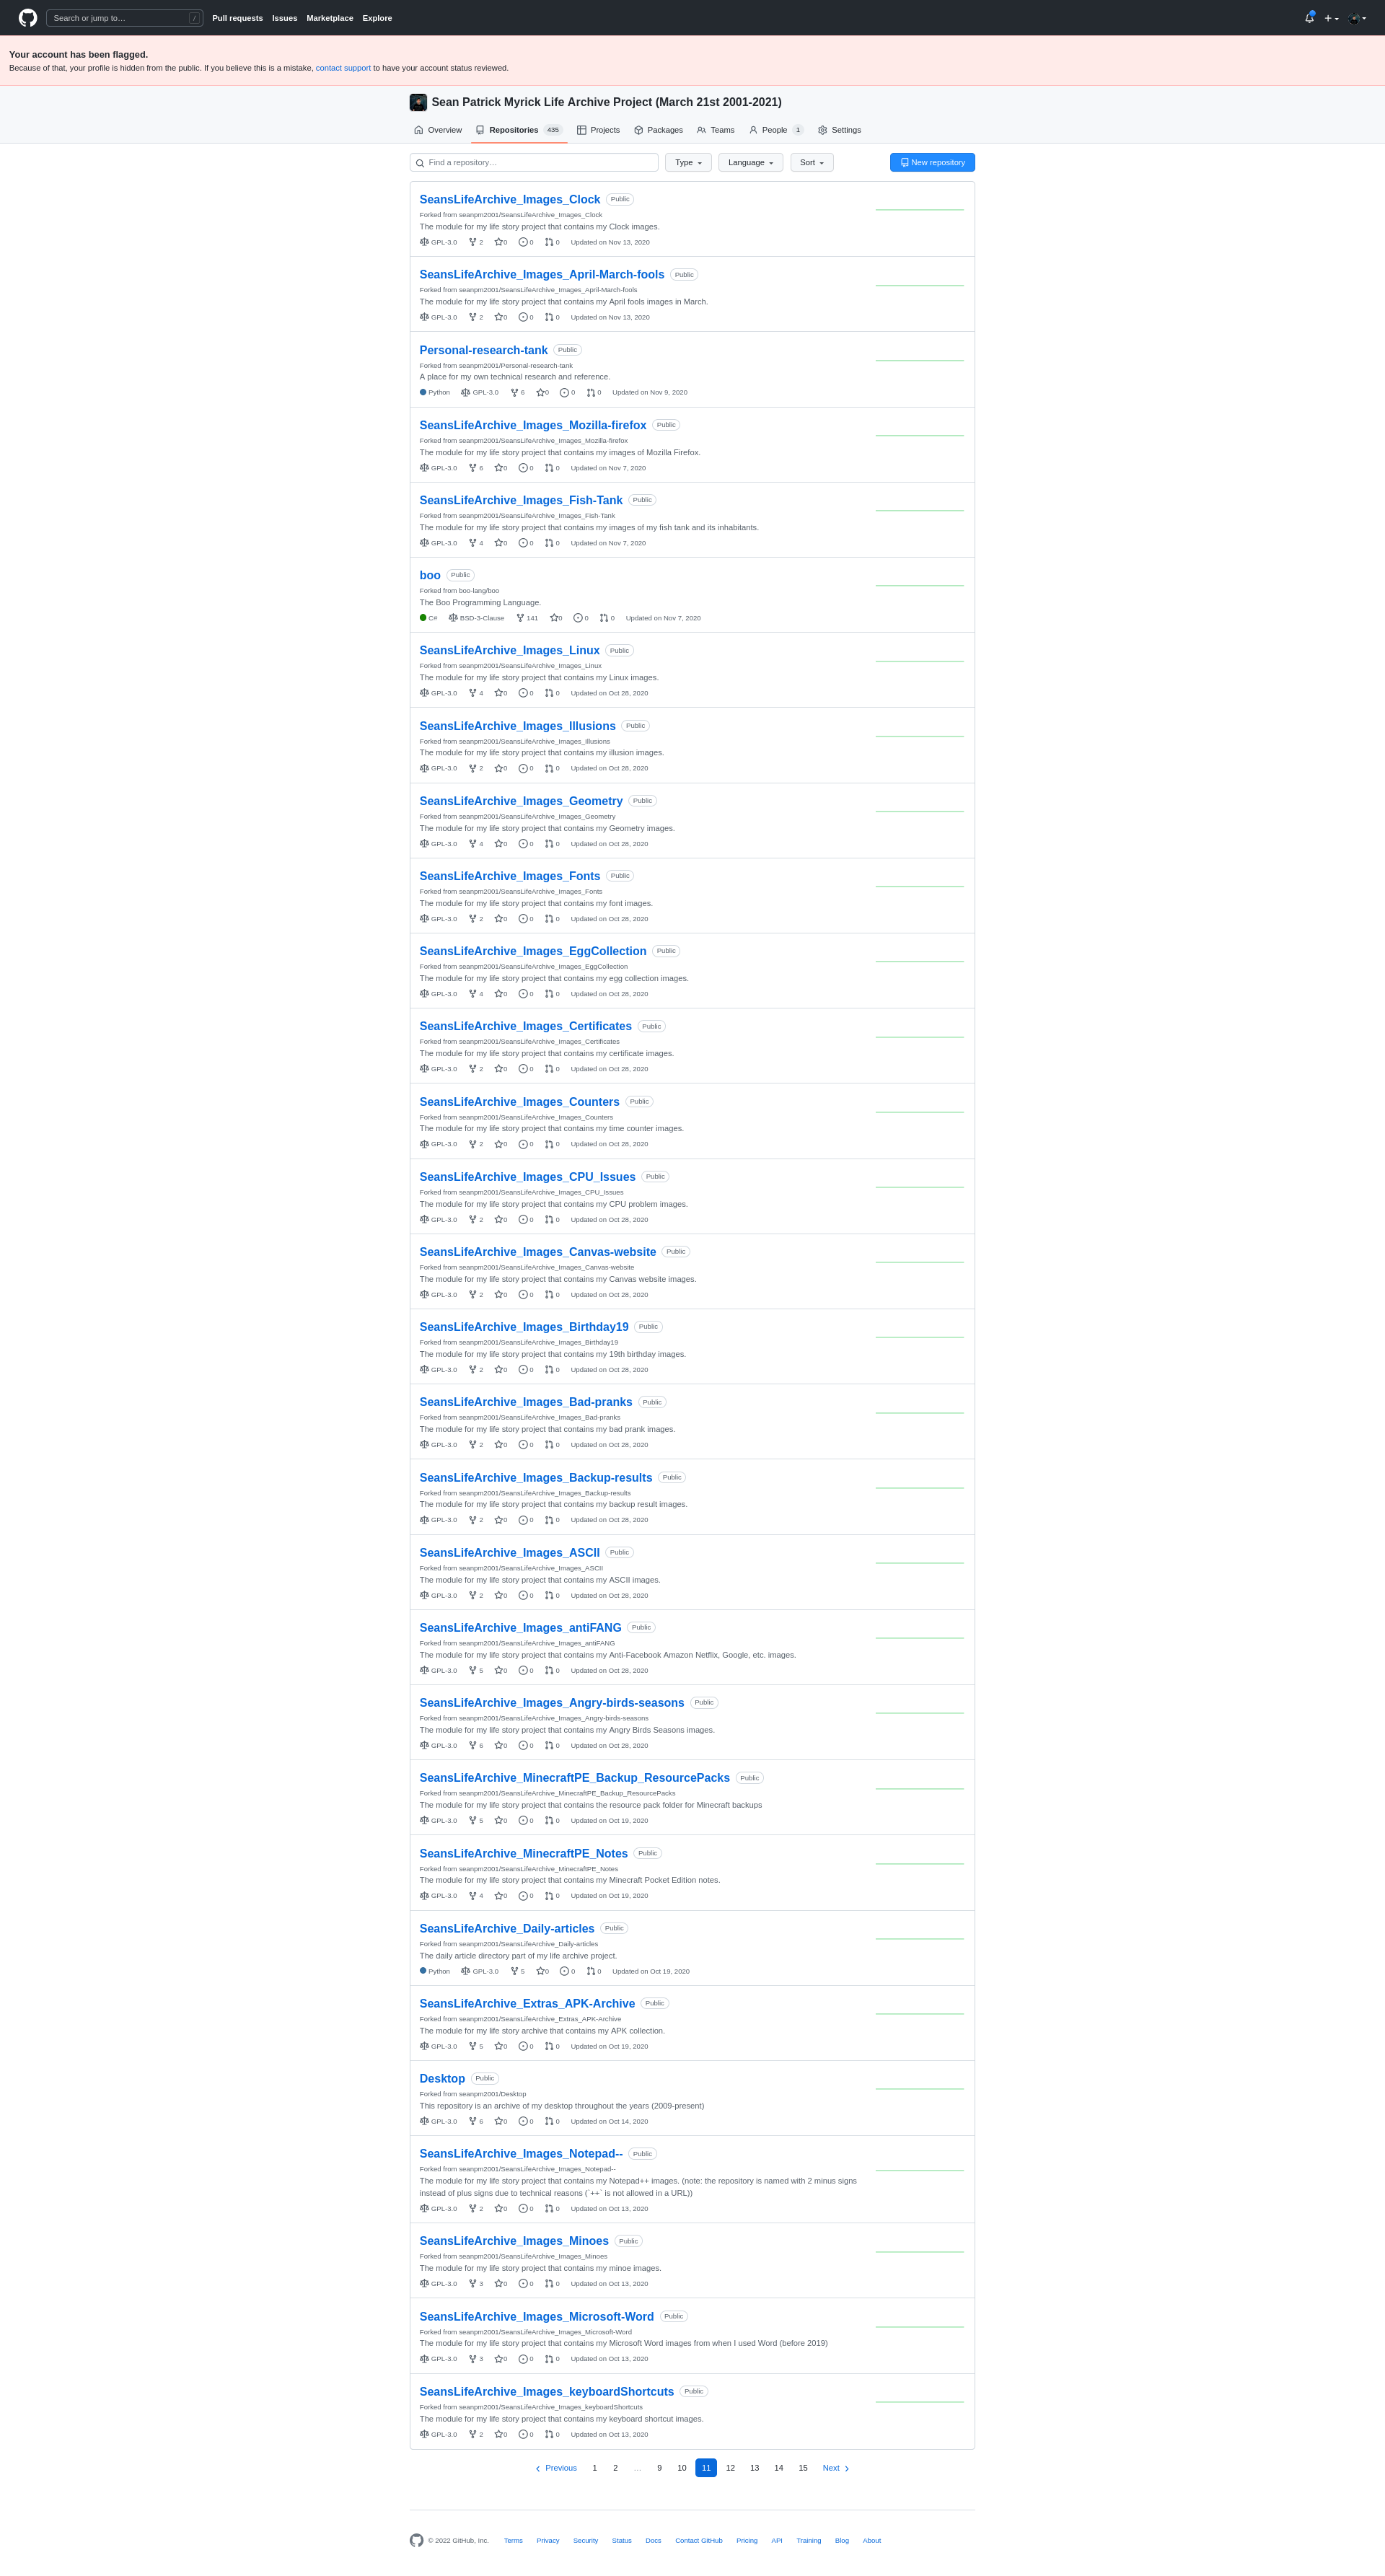 Search or jump to… / Pull requests Issues Marketplace Explore
Your account has been flagged.
Because of that, your profile is hidden from the public. If you believe this is a mistake, contact support to have your account status reviewed.
Sean Patrick Myrick Life Archive Project (March 21st 2001-2021)
Overview Repositories 435 Projects Packages Teams People 1 Settings
Find a repository… Type Language Sort New repository
SeansLifeArchive_Images_Clock Public
Forked from seanpm2001/SeansLifeArchive_Images_Clock
The module for my life story project that contains my Clock images.
GPL-3.0 2 0 0 0 Updated on Nov 13, 2020
SeansLifeArchive_Images_April-March-fools Public
Forked from seanpm2001/SeansLifeArchive_Images_April-March-fools
The module for my life story project that contains my April fools images in March.
GPL-3.0 2 0 0 0 Updated on Nov 13, 2020
Personal-research-tank Public
Forked from seanpm2001/Personal-research-tank
A place for my own technical research and reference.
Python GPL-3.0 6 0 0 0 Updated on Nov 9, 2020
SeansLifeArchive_Images_Mozilla-firefox Public
Forked from seanpm2001/SeansLifeArchive_Images_Mozilla-firefox
The module for my life story project that contains my images of Mozilla Firefox.
GPL-3.0 6 0 0 0 Updated on Nov 7, 2020
SeansLifeArchive_Images_Fish-Tank Public
Forked from seanpm2001/SeansLifeArchive_Images_Fish-Tank
The module for my life story project that contains my images of my fish tank and its inhabitants.
GPL-3.0 4 0 0 0 Updated on Nov 7, 2020
boo Public
Forked from boo-lang/boo
The Boo Programming Language.
C# BSD-3-Clause 141 0 0 0 Updated on Nov 7, 2020
SeansLifeArchive_Images_Linux Public
Forked from seanpm2001/SeansLifeArchive_Images_Linux
The module for my life story project that contains my Linux images.
GPL-3.0 4 0 0 0 Updated on Oct 28, 2020
SeansLifeArchive_Images_Illusions Public
Forked from seanpm2001/SeansLifeArchive_Images_Illusions
The module for my life story project that contains my illusion images.
GPL-3.0 2 0 0 0 Updated on Oct 28, 2020
SeansLifeArchive_Images_Geometry Public
Forked from seanpm2001/SeansLifeArchive_Images_Geometry
The module for my life story project that contains my Geometry images.
GPL-3.0 4 0 0 0 Updated on Oct 28, 2020
SeansLifeArchive_Images_Fonts Public
Forked from seanpm2001/SeansLifeArchive_Images_Fonts
The module for my life story project that contains my font images.
GPL-3.0 2 0 0 0 Updated on Oct 28, 2020
SeansLifeArchive_Images_EggCollection Public
Forked from seanpm2001/SeansLifeArchive_Images_EggCollection
The module for my life story project that contains my egg collection images.
GPL-3.0 4 0 0 0 Updated on Oct 28, 2020
SeansLifeArchive_Images_Certificates Public
Forked from seanpm2001/SeansLifeArchive_Images_Certificates
The module for my life story project that contains my certificate images.
GPL-3.0 2 0 0 0 Updated on Oct 28, 2020
SeansLifeArchive_Images_Counters Public
Forked from seanpm2001/SeansLifeArchive_Images_Counters
The module for my life story project that contains my time counter images.
GPL-3.0 2 0 0 0 Updated on Oct 28, 2020
SeansLifeArchive_Images_CPU_Issues Public
Forked from seanpm2001/SeansLifeArchive_Images_CPU_Issues
The module for my life story project that contains my CPU problem images.
GPL-3.0 2 0 0 0 Updated on Oct 28, 2020
SeansLifeArchive_Images_Canvas-website Public
Forked from seanpm2001/SeansLifeArchive_Images_Canvas-website
The module for my life story project that contains my Canvas website images.
GPL-3.0 2 0 0 0 Updated on Oct 28, 2020
SeansLifeArchive_Images_Birthday19 Public
Forked from seanpm2001/SeansLifeArchive_Images_Birthday19
The module for my life story project that contains my 19th birthday images.
GPL-3.0 2 0 0 0 Updated on Oct 28, 2020
SeansLifeArchive_Images_Bad-pranks Public
Forked from seanpm2001/SeansLifeArchive_Images_Bad-pranks
The module for my life story project that contains my bad prank images.
GPL-3.0 2 0 0 0 Updated on Oct 28, 2020
SeansLifeArchive_Images_Backup-results Public
Forked from seanpm2001/SeansLifeArchive_Images_Backup-results
The module for my life story project that contains my backup result images.
GPL-3.0 2 0 0 0 Updated on Oct 28, 2020
SeansLifeArchive_Images_ASCII Public
Forked from seanpm2001/SeansLifeArchive_Images_ASCII
The module for my life story project that contains my ASCII images.
GPL-3.0 2 0 0 0 Updated on Oct 28, 2020
SeansLifeArchive_Images_antiFANG Public
Forked from seanpm2001/SeansLifeArchive_Images_antiFANG
The module for my life story project that contains my Anti-Facebook Amazon Netflix, Google, etc. images.
GPL-3.0 5 0 0 0 Updated on Oct 28, 2020
SeansLifeArchive_Images_Angry-birds-seasons Public
Forked from seanpm2001/SeansLifeArchive_Images_Angry-birds-seasons
The module for my life story project that contains my Angry Birds Seasons images.
GPL-3.0 6 0 0 0 Updated on Oct 28, 2020
SeansLifeArchive_MinecraftPE_Backup_ResourcePacks Public
Forked from seanpm2001/SeansLifeArchive_MinecraftPE_Backup_ResourcePacks
The module for my life story project that contains the resource pack folder for Minecraft backups
GPL-3.0 5 0 0 0 Updated on Oct 19, 2020
SeansLifeArchive_MinecraftPE_Notes Public
Forked from seanpm2001/SeansLifeArchive_MinecraftPE_Notes
The module for my life story project that contains my Minecraft Pocket Edition notes.
GPL-3.0 4 0 0 0 Updated on Oct 19, 2020
SeansLifeArchive_Daily-articles Public
Forked from seanpm2001/SeansLifeArchive_Daily-articles
The daily article directory part of my life archive project.
Python GPL-3.0 5 0 0 0 Updated on Oct 19, 2020
SeansLifeArchive_Extras_APK-Archive Public
Forked from seanpm2001/SeansLifeArchive_Extras_APK-Archive
The module for my life story archive that contains my APK collection.
GPL-3.0 5 0 0 0 Updated on Oct 19, 2020
Desktop Public
Forked from seanpm2001/Desktop
This repository is an archive of my desktop throughout the years (2009-present)
GPL-3.0 6 0 0 0 Updated on Oct 14, 2020
SeansLifeArchive_Images_Notepad-- Public
Forked from seanpm2001/SeansLifeArchive_Images_Notepad--
The module for my life story project that contains my Notepad++ images. (note: the repository is named with 2 minus signs
instead of plus signs due to technical reasons (`++` is not allowed in a URL))
GPL-3.0 2 0 0 0 Updated on Oct 13, 2020
SeansLifeArchive_Images_Minoes Public
Forked from seanpm2001/SeansLifeArchive_Images_Minoes
The module for my life story project that contains my minoe images.
GPL-3.0 3 0 0 0 Updated on Oct 13, 2020
SeansLifeArchive_Images_Microsoft-Word Public
Forked from seanpm2001/SeansLifeArchive_Images_Microsoft-Word
The module for my life story project that contains my Microsoft Word images from when I used Word (before 2019)
GPL-3.0 3 0 0 0 Updated on Oct 13, 2020
SeansLifeArchive_Images_keyboardShortcuts Public
Forked from seanpm2001/SeansLifeArchive_Images_keyboardShortcuts
The module for my life story project that contains my keyboard shortcut images.
GPL-3.0 2 0 0 0 Updated on Oct 13, 2020
Previous 1 2 … 9 10 11 12 13 14 15 Next
© 2022 GitHub, Inc. Terms Privacy Security Status Docs Contact GitHub Pricing API Training Blog About